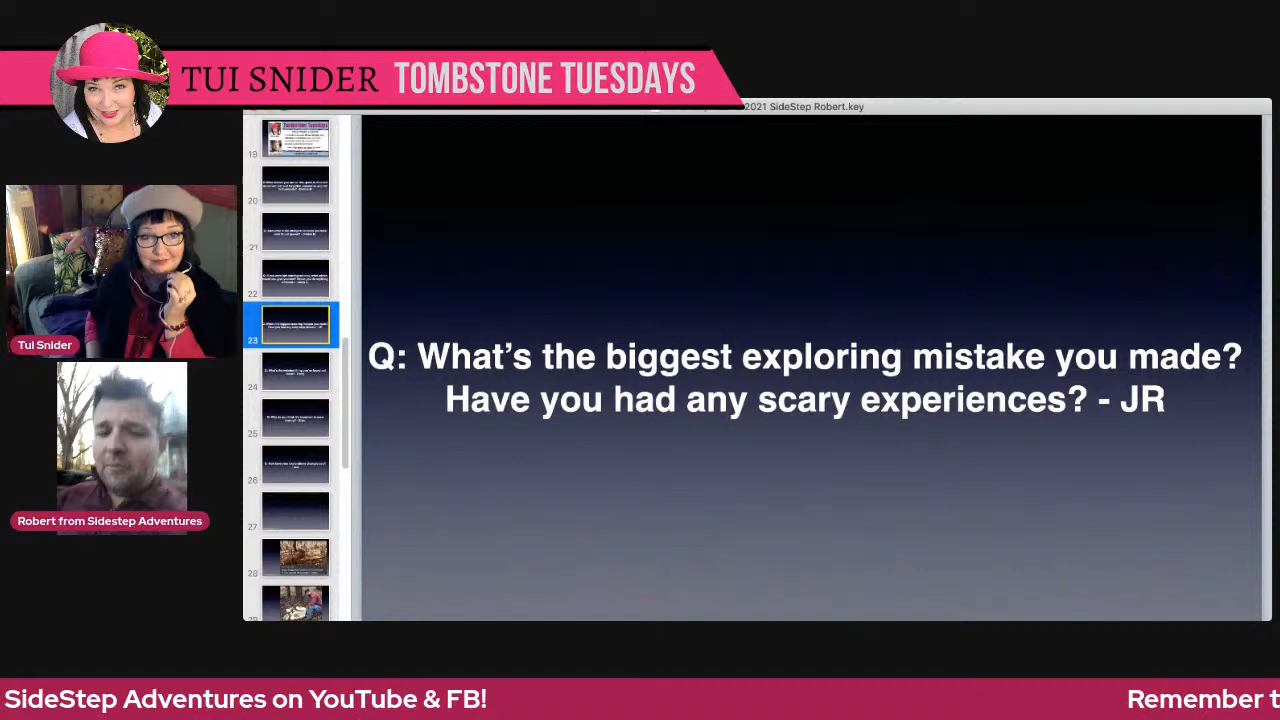 TUI SNIDER TOMBSTONE TUESDAYS
2021 SideStep Robert.key
19
20
21
22
23
24
25
26
27
28
Tui Snider
Robert from Sidestep Adventures
Q: What’s the biggest exploring mistake you made?
Have you had any scary experiences? - JR
SideStep Adventures on YouTube & FB!
Remember t